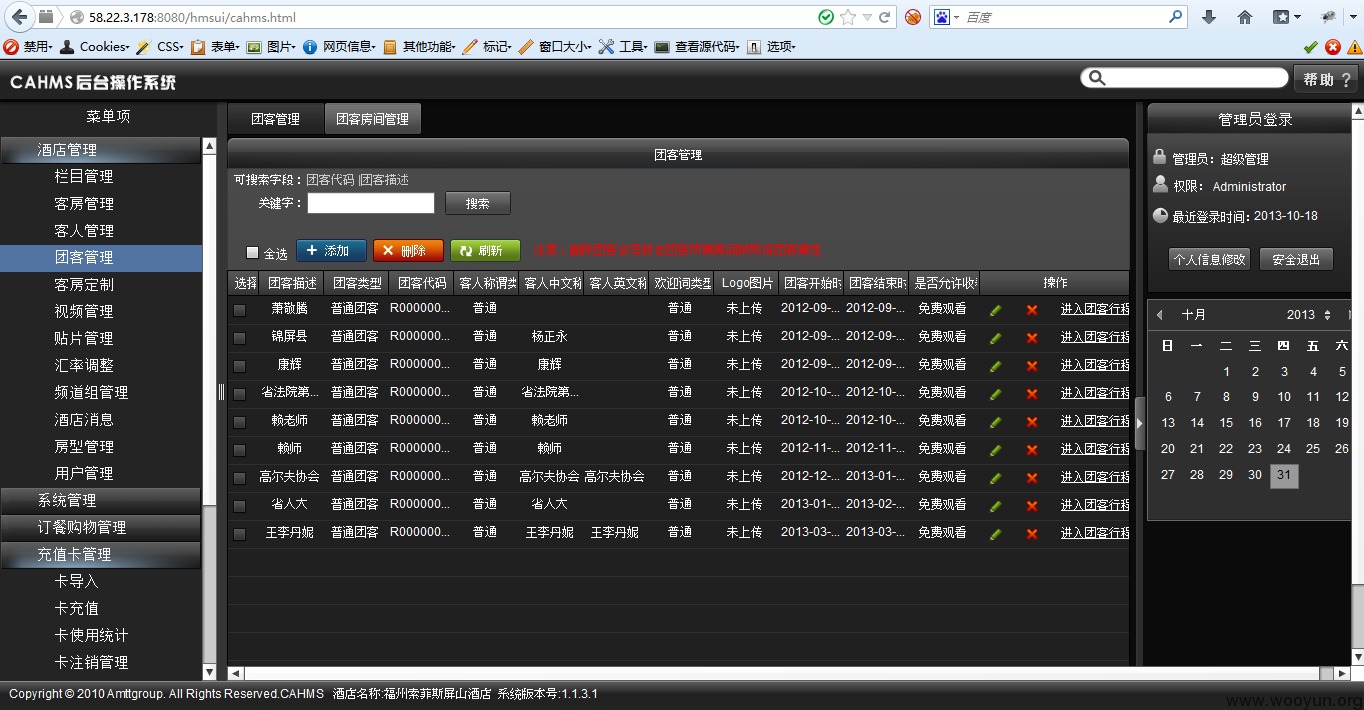 58.22.3.178:8080/hmsui/cahms.html
百度
禁用 Cookies CSS 表单 图片 网页信息 其他功能 标记 窗口大小 工具 查看源代码 选项
CAHMS后台操作系统
帮助 ?
菜单项
酒店管理
栏目管理
客房管理
客人管理
团客管理
客房定制
视频管理
贴片管理
汇率调整
频道组管理
酒店消息
房型管理
用户管理
系统管理
订餐购物管理
充值卡管理
卡导入
卡充值
卡使用统计
卡注销管理
团客管理 团客房间管理
团客管理
可搜索字段：团客代码 |团客描述
关键字： 搜索
全选 添加 删除 刷新
选择 团客描述 团客类型 团客代码 客人称谓类 客人中文称 客人英文称 欢迎词类型 Logo图片 团客开始时 团客结束时 是否允许收看 操作
萧敬腾 普通团客 R000000... 普通 普通 未上传 2012-09-... 2012-09-... 免费观看 进入团客行程
锦屏县 普通团客 R000000... 普通 杨正永 普通 未上传 2012-09-... 2012-09-... 免费观看 进入团客行程
康辉 普通团客 R000000... 普通 康辉 普通 未上传 2012-09-... 2012-09-... 免费观看 进入团客行程
省法院第... 普通团客 R000000... 普通 省法院第... 普通 未上传 2012-10-... 2012-10-... 免费观看 进入团客行程
赖老师 普通团客 R000000... 普通 赖老师 普通 未上传 2012-10-... 2012-10-... 免费观看 进入团客行程
赖师 普通团客 R000000... 普通 赖师 普通 未上传 2012-11-... 2012-11-... 免费观看 进入团客行程
高尔夫协会 普通团客 R000000... 普通 高尔夫协会 高尔夫协会 普通 未上传 2012-12-... 2013-01-... 免费观看 进入团客行程
省人大 普通团客 R000000... 普通 省人大 普通 未上传 2013-01-... 2013-02-... 免费观看 进入团客行程
王李丹妮 普通团客 R000000... 普通 王李丹妮 王李丹妮 普通 未上传 2013-03-... 2013-03-... 免费观看 进入团客行程
管理员登录
管理员：超级管理
权限： Administrator
最近登录时间：2013-10-18
个人信息修改 安全退出
十月 2013
日 一 二 三 四 五 六
1 2 3 4 5
6 7 8 9 10 11 12
13 14 15 16 17 18 19
20 21 22 23 24 25 26
27 28 29 30 31
Copyright © 2010 Amttgroup. All Rights Reserved.CAHMS 酒店名称:福州索菲斯屏山酒店 系统版本号:1.1.3.1
www.wooyun.org